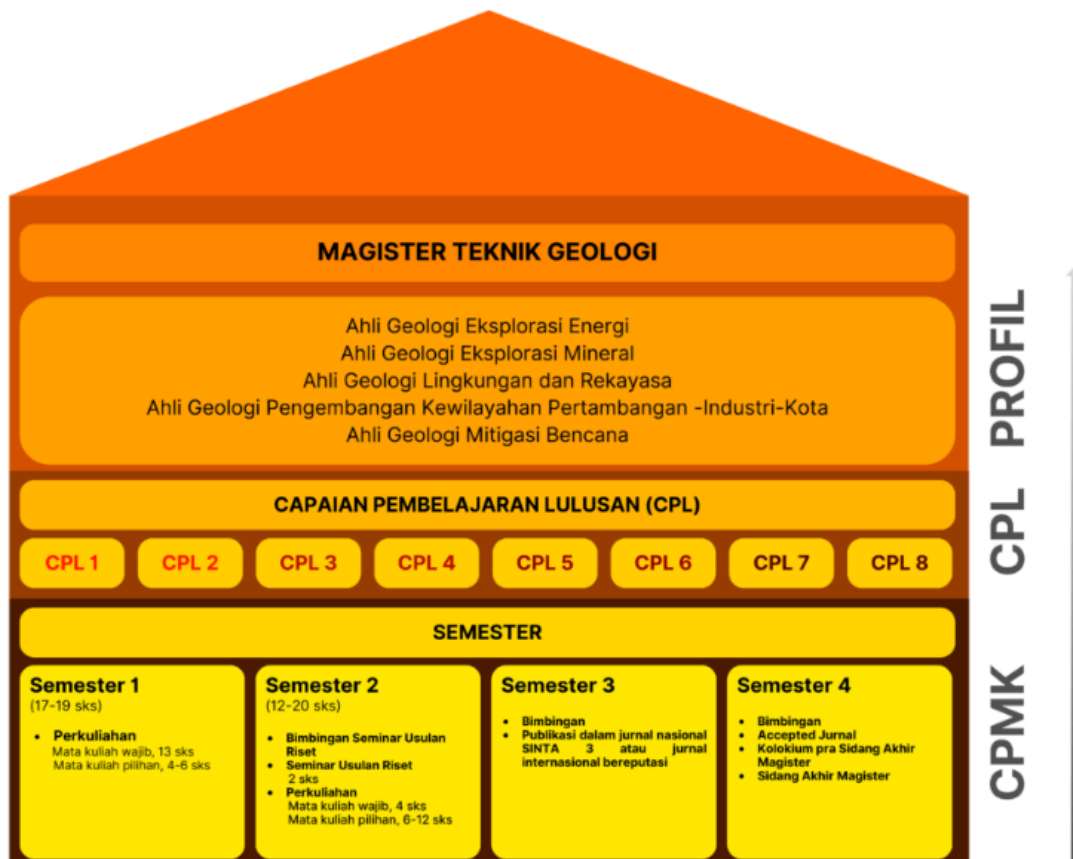 MAGISTER TEKNIK GEOLOGI
Ahli Geologi Eksplorasi Energi
Ahli Geologi Eksplorasi Mineral
Ahli Geologi Lingkungan dan Rekayasa
Ahli Geologi Pengembangan Kewilayahan Pertambangan -Industri-Kota
Ahli Geologi Mitigasi Bencana
PROFIL
CAPAIAN PEMBELAJARAN LULUSAN (CPL)
CPL 1
CPL 2
CPL 3
CPL 4
CPL 5
CPL 6
CPL 7
CPL 8
CPL
SEMESTER
Semester 1
(17-19 sks)
• Perkuliahan
Mata kuliah wajib, 13 sks
Mata kuliah pilihan, 4-6 sks
Semester 2
(12-20 sks)
• Bimbingan Seminar Usulan
Riset
• Seminar Usulan Riset
2 sks
• Perkuliahan
Mata kuliah wajib, 4 sks
Mata kuliah pilihan, 6-12 sks
Semester 3
• Bimbingan
• Publikasi dalam jurnal nasional
SINTA 3 atau jurnal
internasional bereputasi
Semester 4
• Bimbingan
• Accepted Jurnal
• Kolokium pra Sidang Akhir
Magister
• Sidang Akhir Magister
CPMK